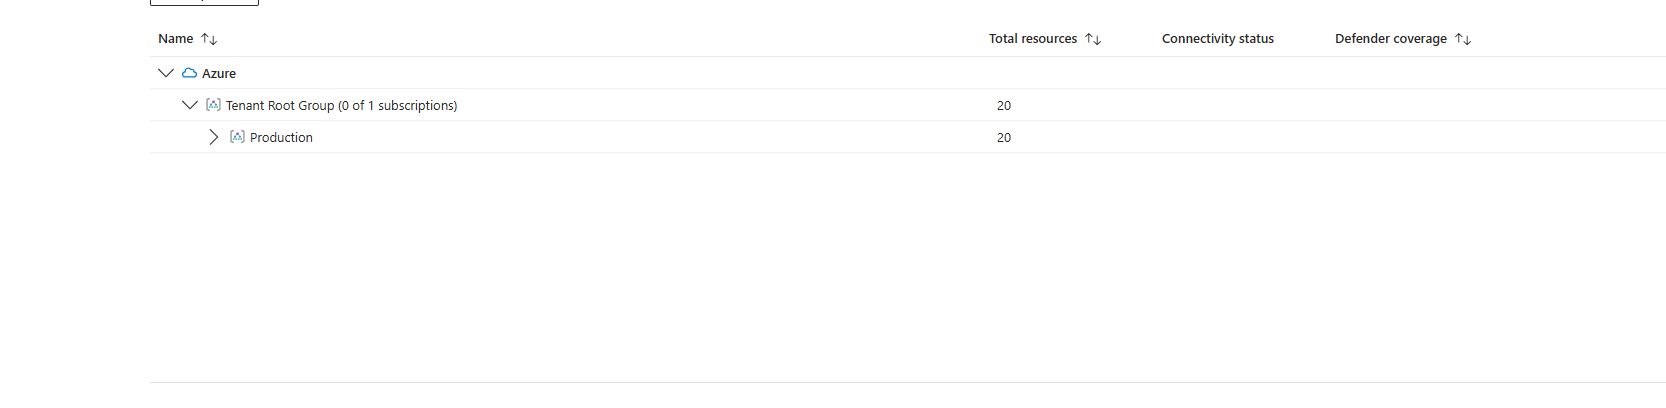 Name Total resources Connectivity status Defender coverage
Azure
Tenant Root Group (0 of 1 subscriptions) 20
Production 20